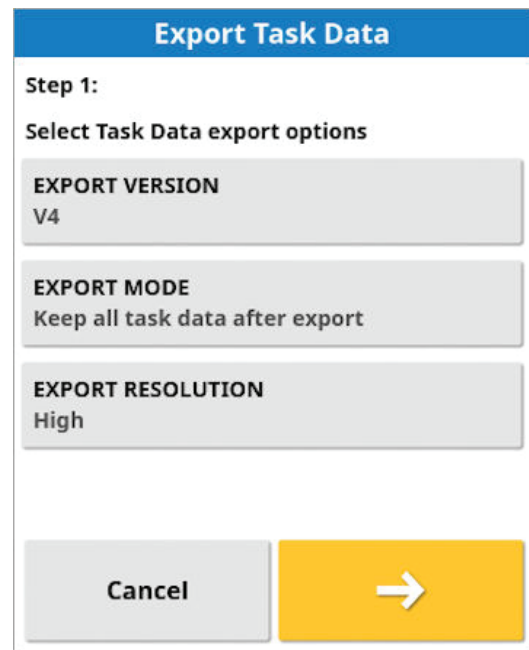 Export Task Data
Step 1:
Select Task Data export options
EXPORT VERSION
V4
EXPORT MODE
Keep all task data after export
EXPORT RESOLUTION
High
Cancel